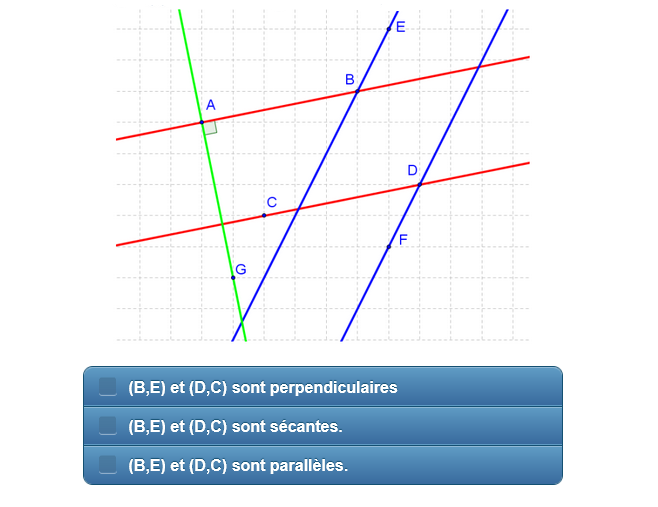 E
B
A
D
C
F
G
(B,E) et (D,C) sont perpendiculaires
(B,E) et (D,C) sont sécantes.
(B,E) et (D,C) sont parallèles.